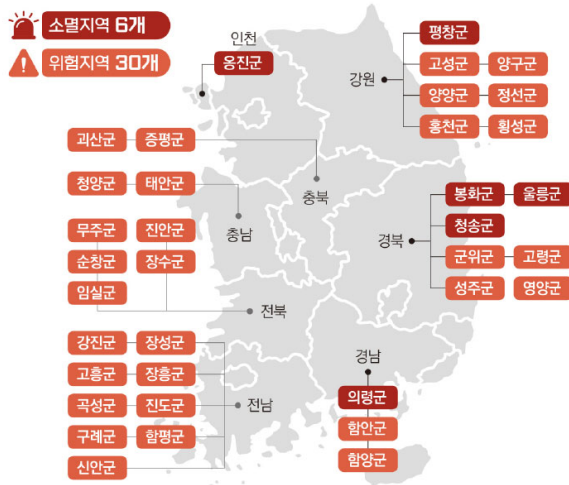 소멸지역 6개
위험지역 30개
인천
옹진군
강원
평창군
고성군 양구군
양양군 정선군
홍천군 횡성군
괴산군 증평군
충북
청양군 태안군
충남
무주군 진안군
순창군 장수군
임실군
전북
경북
봉화군 울릉군
청송군
군위군 고령군
성주군 영양군
강진군 장성군
고흥군 장흥군
곡성군 진도군
구례군 함평군
신안군
전남
경남
의령군
함안군
함양군